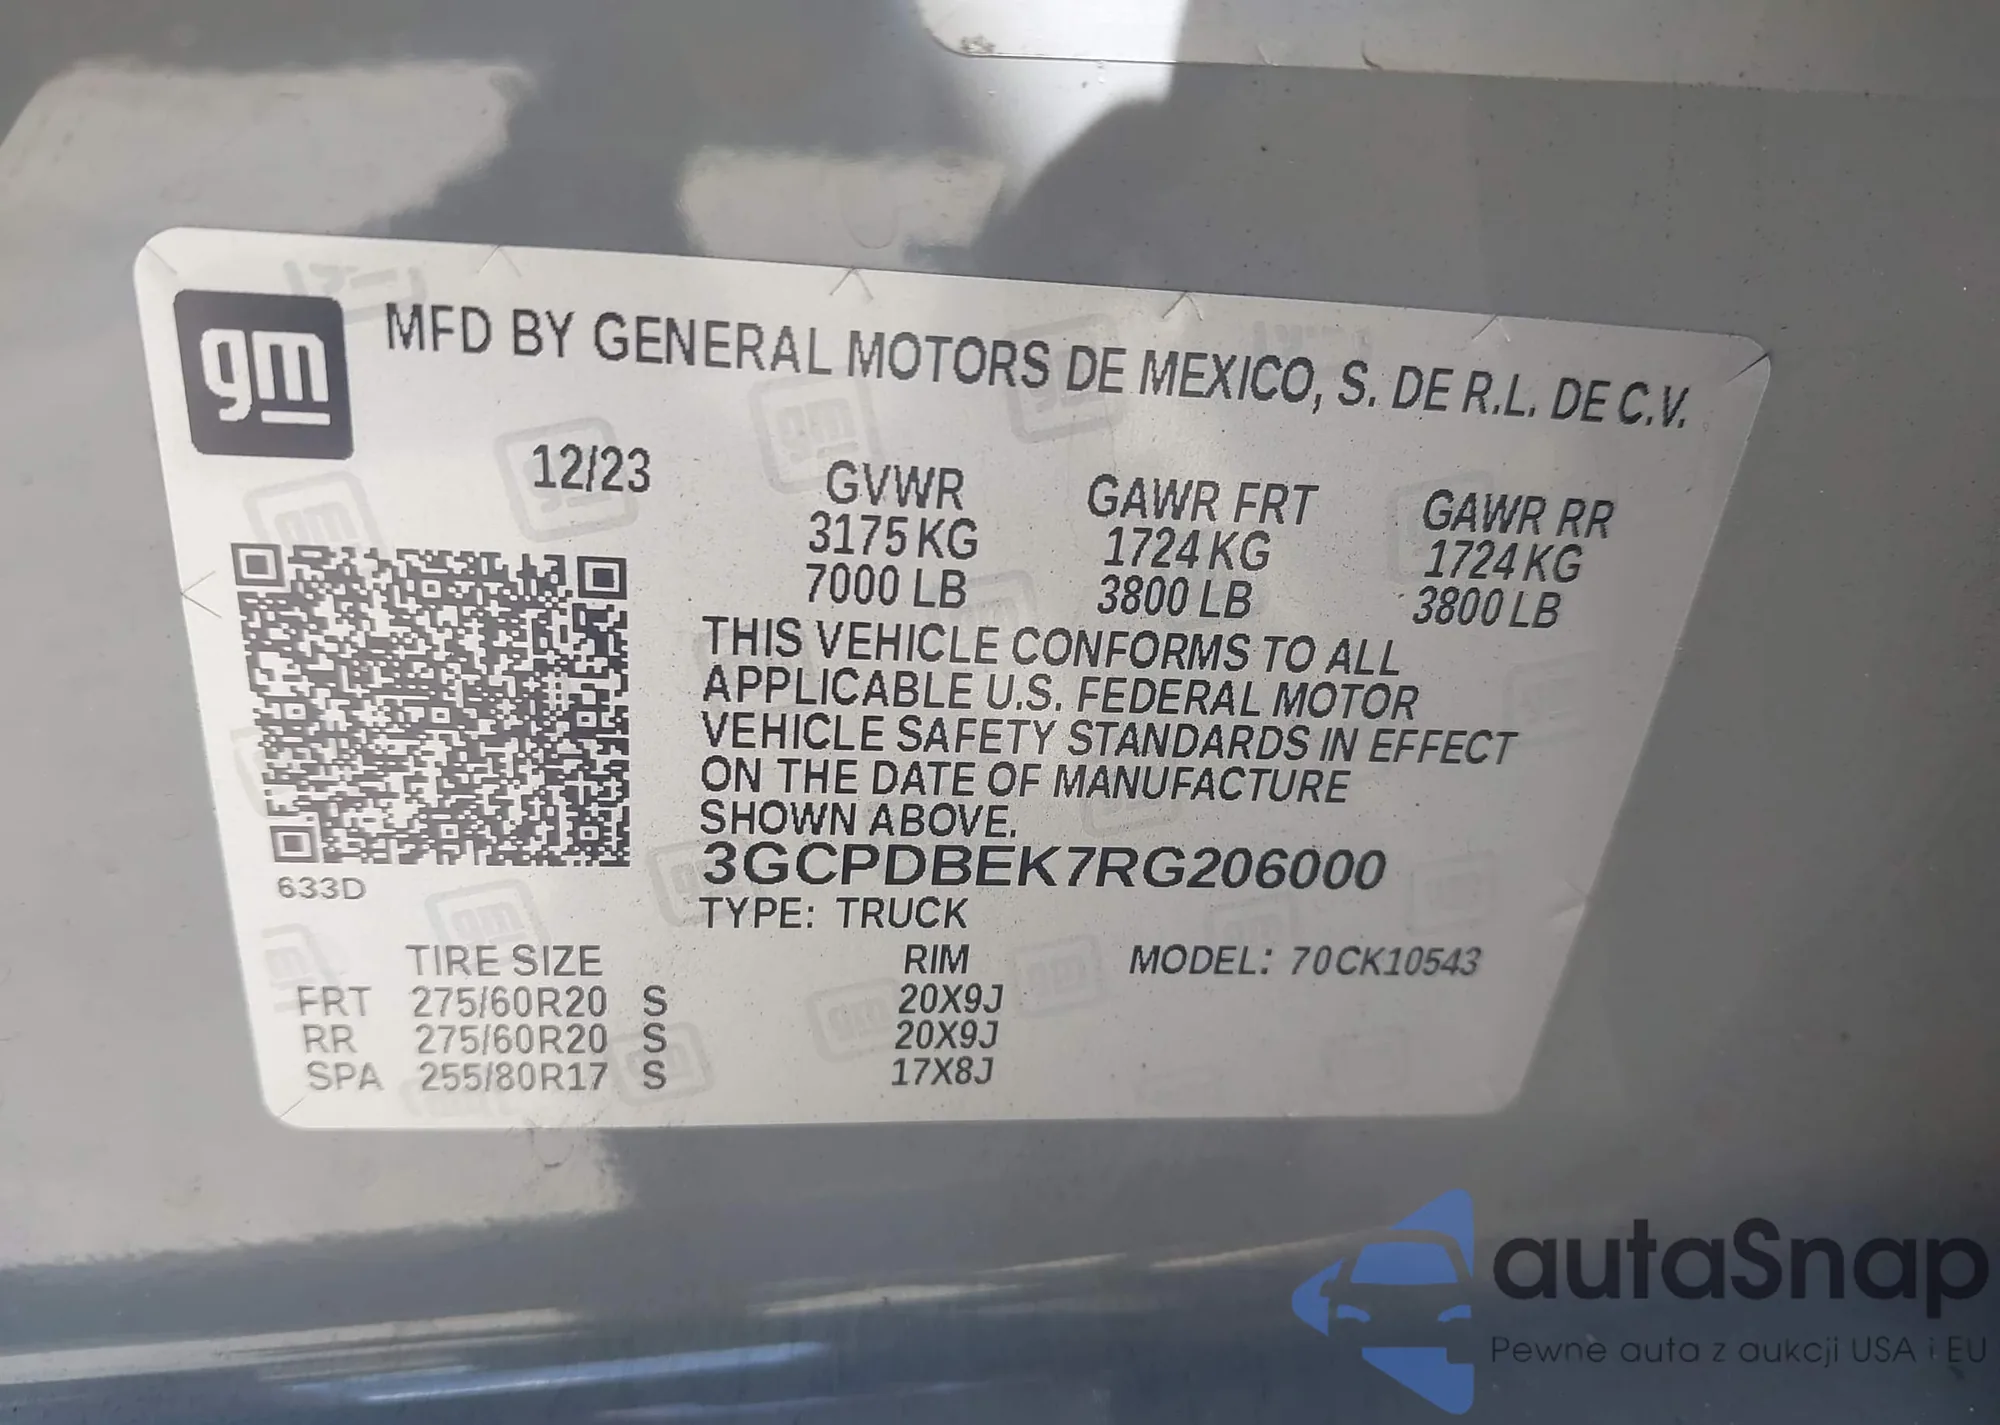 gm
MFD BY GENERAL MOTORS DE MEXICO, S. DE R.L. DE C.V.
12/23
GVWR GAWR FRT GAWR RR
3175 KG 1724 KG 1724 KG
7000 LB 3800 LB 3800 LB
THIS VEHICLE CONFORMS TO ALL
APPLICABLE U.S. FEDERAL MOTOR
VEHICLE SAFETY STANDARDS IN EFFECT
ON THE DATE OF MANUFACTURE
SHOWN ABOVE.
3GCPDBEK7RG206000
633D
TYPE: TRUCK
TIRE SIZE RIM MODEL: 70CK10543
FRT 275/60R20 S 20X9J
RR 275/60R20 S 20X9J
SPA 255/80R17 S 17X8J
autaSnap
Pewne auta z aukcji USA i EU